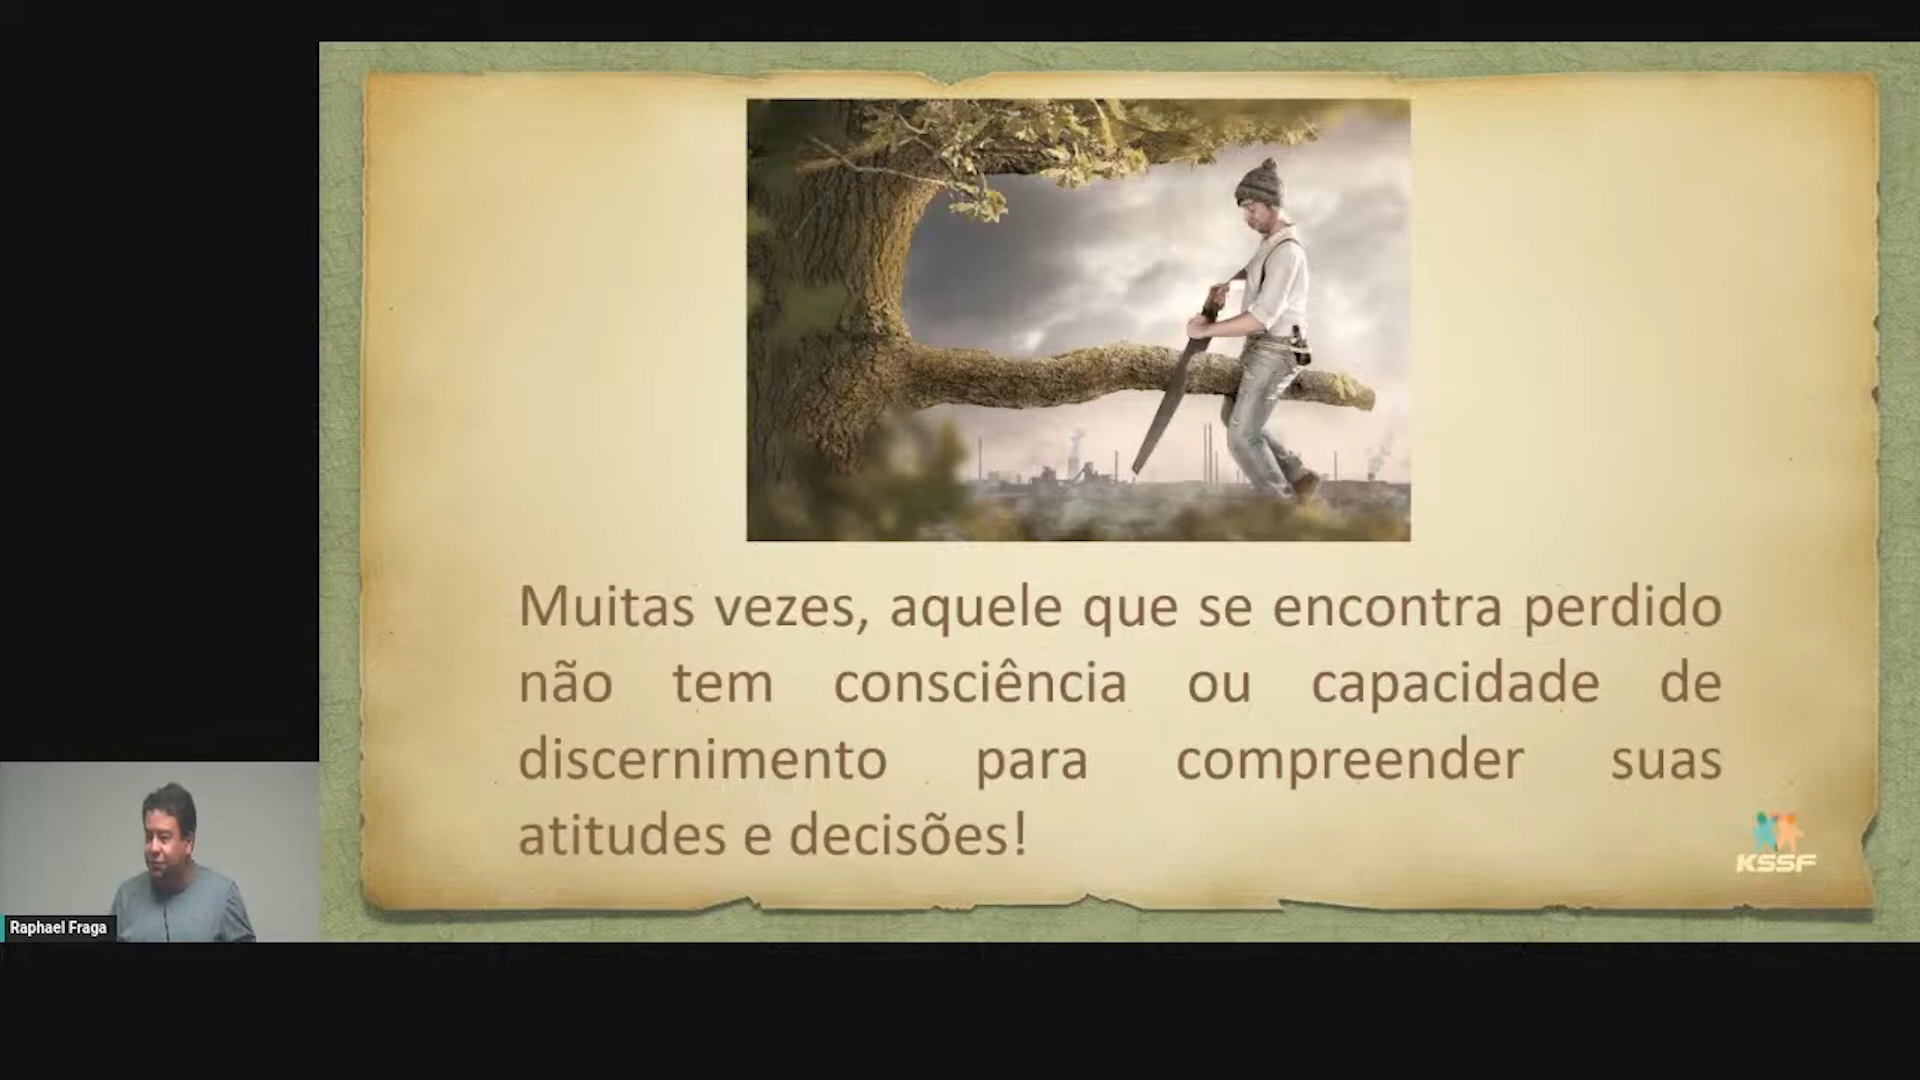 Muitas vezes, aquele que se encontra perdido
não tem consciência ou capacidade de
discernimento para compreender suas
atitudes e decisões!
KSSF
Raphael Fraga